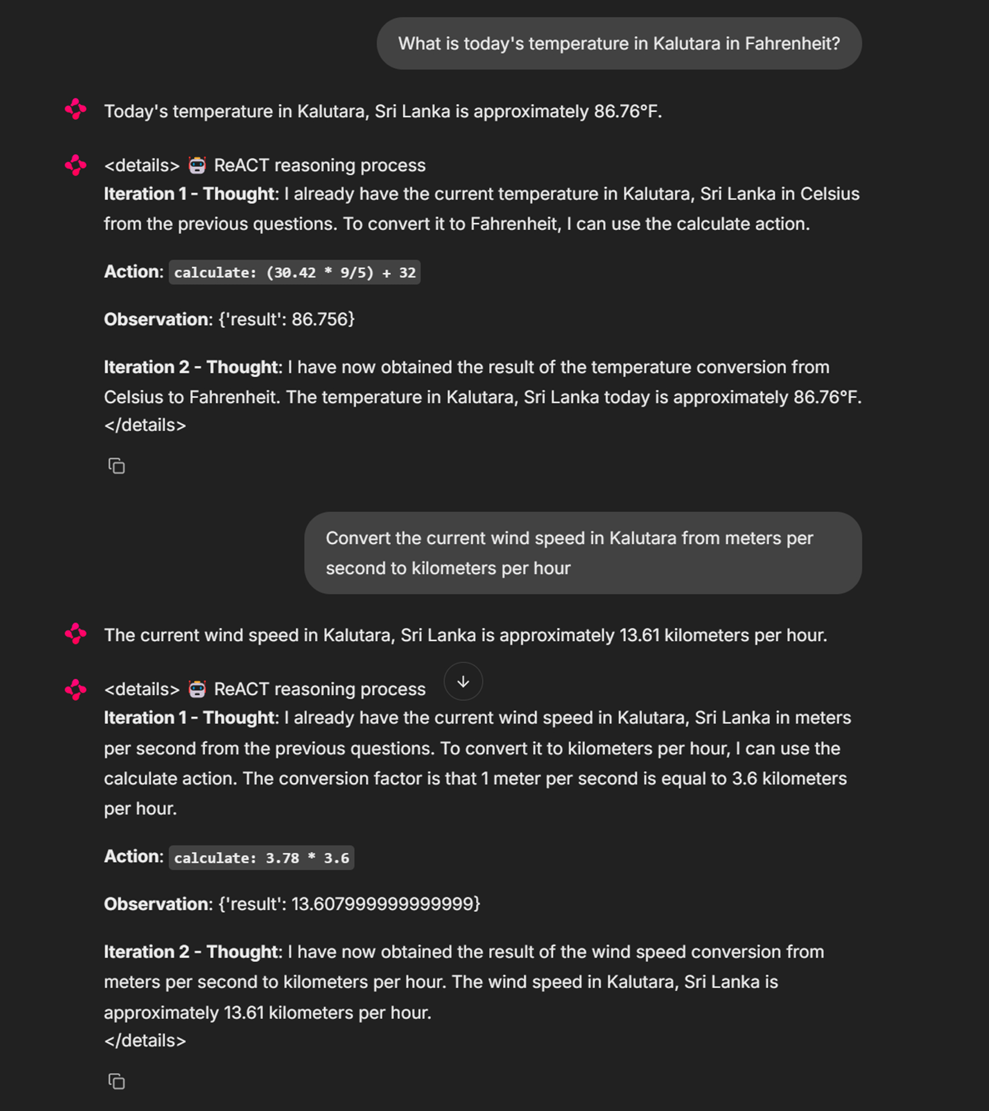 What is today's temperature in Kalutara in Fahrenheit?
Today's temperature in Kalutara, Sri Lanka is approximately 86.76°F.
<details> 🤖 ReACT reasoning process
Iteration 1 - Thought: I already have the current temperature in Kalutara, Sri Lanka in Celsius
from the previous questions. To convert it to Fahrenheit, I can use the calculate action.
Action: calculate: (30.42 * 9/5) + 32
Observation: {'result': 86.756}
Iteration 2 - Thought: I have now obtained the result of the temperature conversion from
Celsius to Fahrenheit. The temperature in Kalutara, Sri Lanka today is approximately 86.76°F.
</details>
Convert the current wind speed in Kalutara from meters per
second to kilometers per hour
The current wind speed in Kalutara, Sri Lanka is approximately 13.61 kilometers per hour.
<details> 🤖 ReACT reasoning process
Iteration 1 - Thought: I already have the current wind speed in Kalutara, Sri Lanka in meters
per second from the previous questions. To convert it to kilometers per hour, I can use the
calculate action. The conversion factor is that 1 meter per second is equal to 3.6 kilometers
per hour.
Action: calculate: 3.78 * 3.6
Observation: {'result': 13.607999999999999}
Iteration 2 - Thought: I have now obtained the result of the wind speed conversion from
meters per second to kilometers per hour. The wind speed in Kalutara, Sri Lanka is
approximately 13.61 kilometers per hour.
</details>